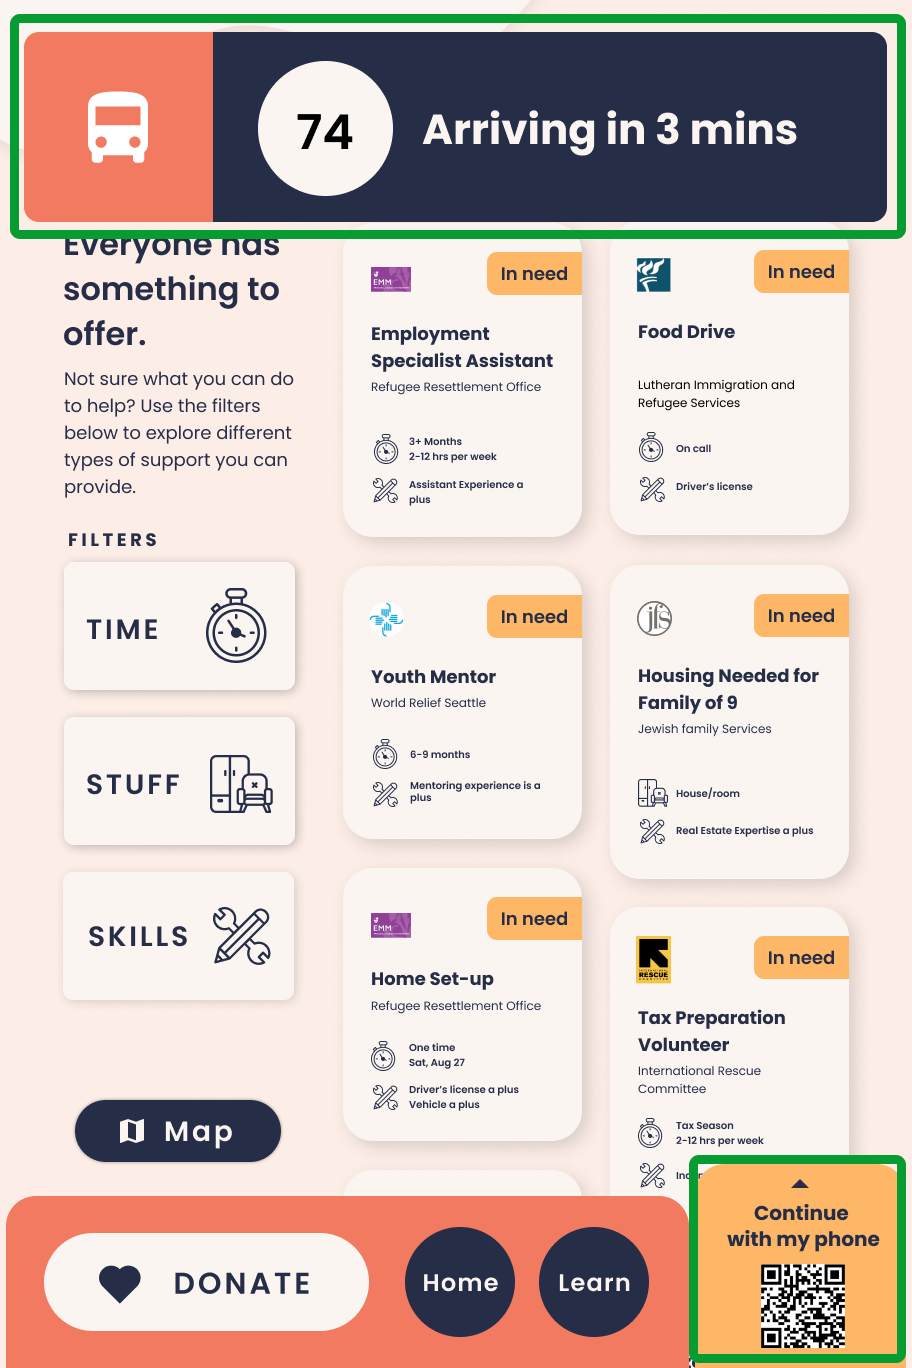 74
Arriving in 3 mins
Everyone has
something to
offer.
Not sure what you can do
to help? Use the filters
below to explore different
types of support you can
provide.
FILTERS
TIME
STUFF
SKILLS
Map
EMM
In need
Employment
Specialist Assistant
Refugee Resettlement Office
3+ Months
2-12 hrs per week
Assistant Experience a
plus
In need
Food Drive
Lutheran Immigration and
Refugee Services
On call
Driver's license
In need
Youth Mentor
World Relief Seattle
6-9 months
Mentoring experience is a
plus
jfs
In need
Housing Needed for
Family of 9
Jewish family Services
House/room
Real Estate Expertise a plus
EMM
In need
Home Set-up
Refugee Resettlement Office
One time
Sat, Aug 27
Driver's license a plus
Vehicle a plus
INTERNATIONAL
RESCUE
COMMITTEE
In need
Tax Preparation
Volunteer
International Rescue
Committee
Tax Season
2-12 hrs per week
DONATE
Home
Learn
Continue
with my phone